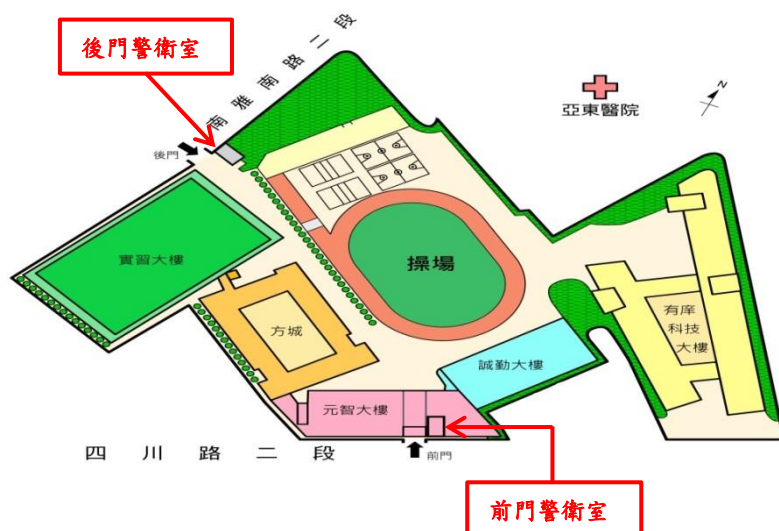 後門警衛室
南雅南路二段
N
亞東醫院
後門
實習大樓
操場
方城
有庠
科技
大樓
誠勤大樓
元智大樓
四川路二段
前門
前門警衛室